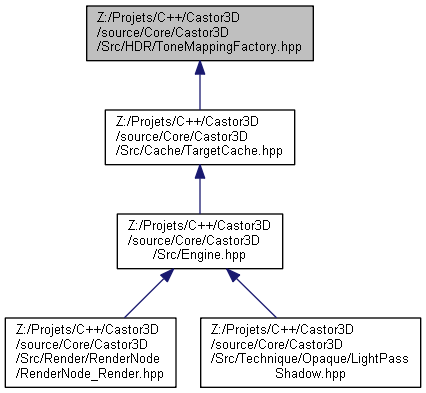 Z:/Projets/C++/Castor3D
/source/Core/Castor3D
/Src/HDR/ToneMappingFactory.hpp
Z:/Projets/C++/Castor3D
/source/Core/Castor3D
/Src/Cache/TargetCache.hpp
Z:/Projets/C++/Castor3D
/source/Core/Castor3D
/Src/Engine.hpp
Z:/Projets/C++/Castor3D
/source/Core/Castor3D
/Src/Render/RenderNode
/RenderNode_Render.hpp
Z:/Projets/C++/Castor3D
/source/Core/Castor3D
/Src/Technique/Opaque/LightPass
Shadow.hpp